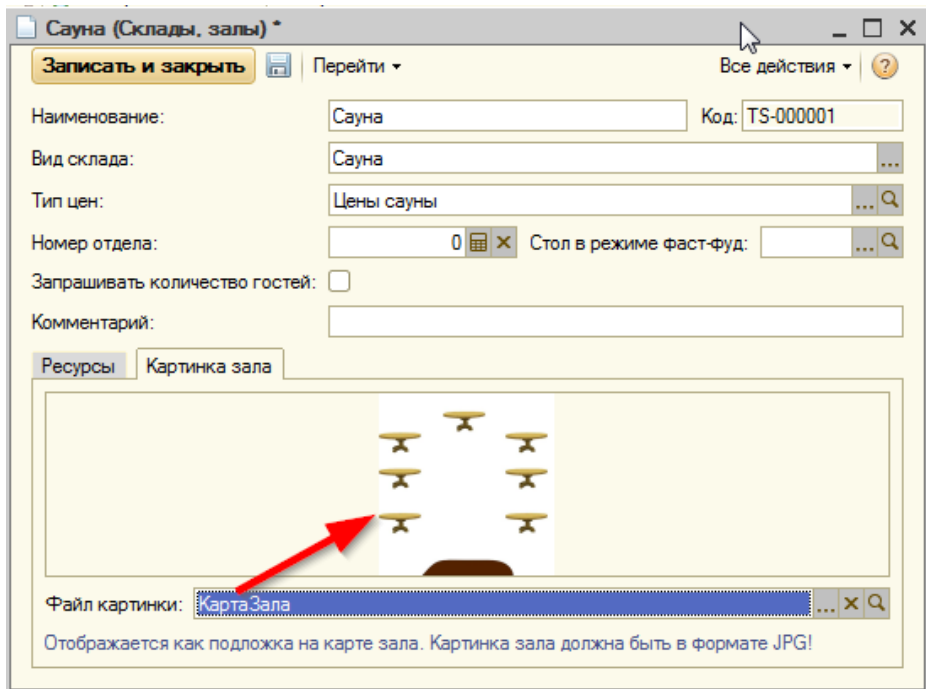 Сауна (Склады, залы) *
Записать и закрыть Перейти Все действия ?
Наименование: Сауна Код: TS-000001
Вид склада: Сауна ...
Тип цен: Цены сауны ...
Номер отдела: 0 Стол в режиме фаст-фуд: ...
Запрашивать количество гостей:
Комментарий:
Ресурсы Картинка зала
Файл картинки: КартаЗала ...
Отображается как подложка на карте зала. Картинка зала должна быть в формате JPG!